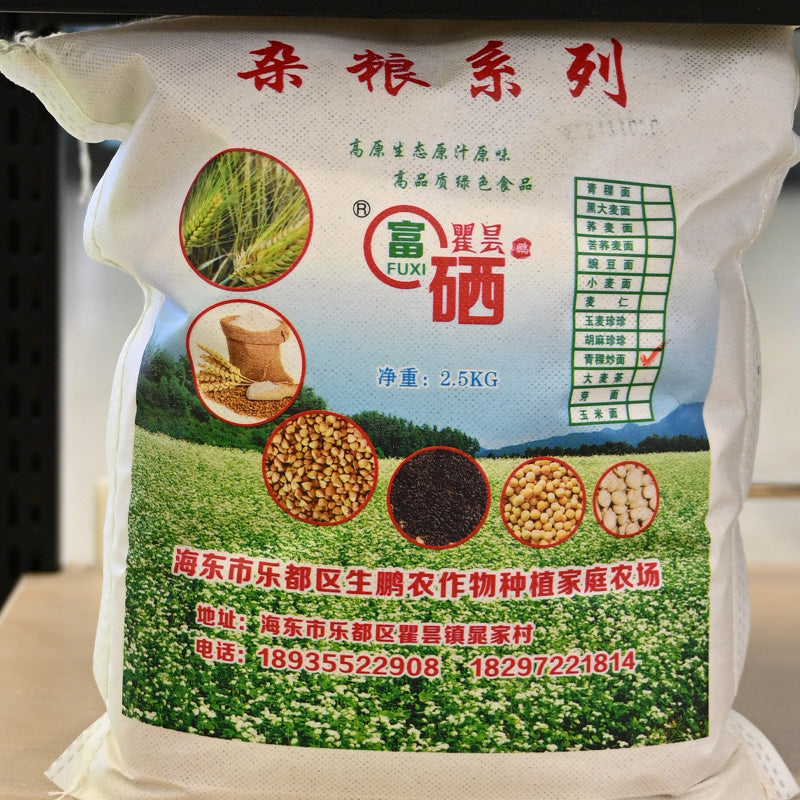 杂粮系列
高原生态原汁原味
高品质绿色食品
®
富
FUXI
硒
瞿昙
鹏
净重：2.5KG
青稞面
黑大麦面
荞麦面
苦荞麦面
豌豆面
小麦面
麦仁
玉麦珍珍
胡麻珍珍
青稞炒面
大麦茶
芽面
玉米面
海东市乐都区生鹏农作物种植家庭农场
地址：海东市乐都区瞿昙镇晁家村
电话：18935522908 18297221814